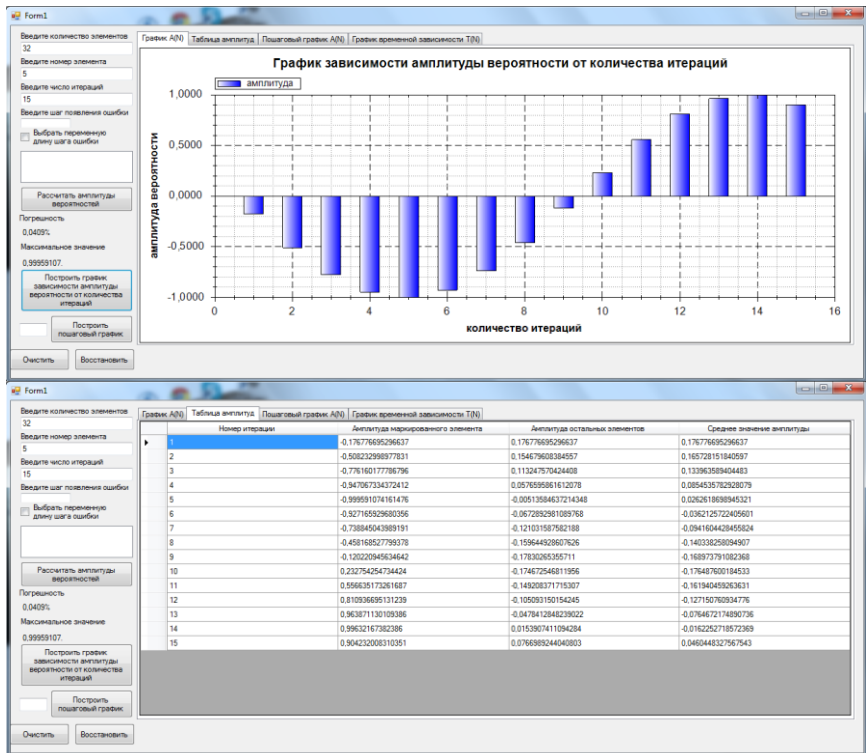 Form1
Введите количество элементов
32
Введите номер элемента
5
Введите число итераций
15
Введите шаг появления ошибки
Выбрать переменную
длину шага ошибки
Рассчитать амплитуды
вероятностей
Погрешность
0,0409%
Максимальное значение
0,99959107.
Построить график
зависимости амплитуды
вероятности от количества
итераций
Построить
пошаговый график
Очистить Восстановить
График A(N) Таблица амплитуд Пошаговый график A(N) График временной зависимости T(N)
График зависимости амплитуды вероятности от количества итераций
амплитуда
амплитуда вероятности
1,0000
0,5000
0,0000
-0,5000
-1,0000
0 2 4 6 8 10 12 14 16
количество итераций
Form1
Введите количество элементов
32
Введите номер элемента
5
Введите число итераций
15
Введите шаг появления ошибки
Выбрать переменную
длину шага ошибки
Рассчитать амплитуды
вероятностей
Погрешность
0,0409%
Максимальное значение
0,99959107.
Построить график
зависимости амплитуды
вероятности от количества
итераций
Построить
пошаговый график
Очистить Восстановить
График A(N) Таблица амплитуд Пошаговый график A(N) График временной зависимости T(N)
Номер итерации Амплитуда маркированного элемента Амплитуда остальных элементов Среднее значение амплитуды
1 -0,176776695296637 0,176776695296637 0,176776695296637
2 -0,508232998977831 0,154679608384557 0,165728151840597
3 -0,776160177786796 0,113247570424408 0,133963589404483
4 -0,947067334372412 0,0576595861612078 0,0854535782928079
5 -0,999591074161476 -0,00513584637214348 0,0262618698945321
6 -0,927165929680356 -0,0672892981089768 -0,0362125722405601
7 -0,738845043989191 -0,121031587582188 -0,0941604428455824
8 -0,458168527799378 -0,159644928607626 -0,140338258094907
9 -0,120220945634642 -0,17830265355711 -0,168973791082368
10 0,232754254734424 -0,174672546811956 -0,176487600184533
11 0,556635173261687 -0,149208371715307 -0,161940459263631
12 0,810936695131239 -0,105093150154245 -0,127150760934776
13 0,963871130109386 -0,0478412848239022 -0,0764672174890736
14 0,99632167382386 0,0153907411094284 -0,0162252718572369
15 0,904232008310351 0,0766989244040803 0,0460448327567543